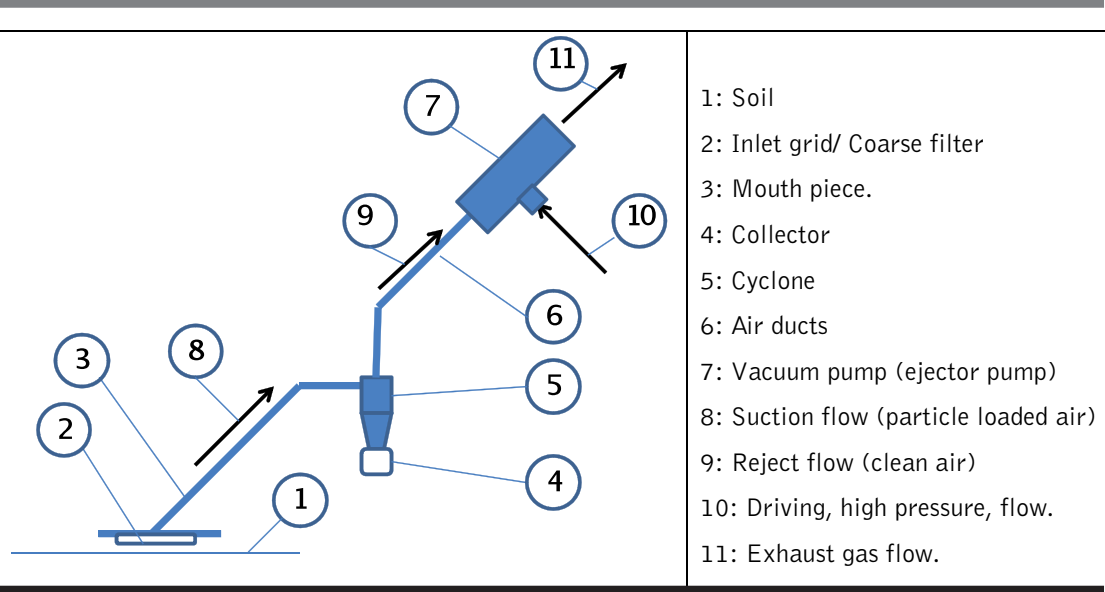 11
7
9
10
6
8
3
5
2
4
1
1: Soil
2: Inlet grid/ Coarse filter
3: Mouth piece.
4: Collector
5: Cyclone
6: Air ducts
7: Vacuum pump (ejector pump)
8: Suction flow (particle loaded air)
9: Reject flow (clean air)
10: Driving, high pressure, flow.
11: Exhaust gas flow.